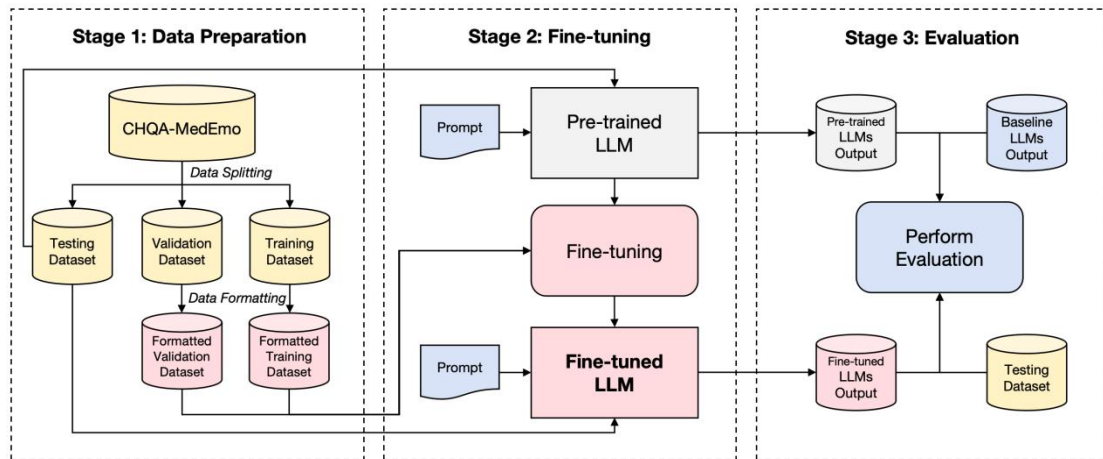 Stage 1: Data Preparation
CHQA-MedEmo
Data Splitting
Testing
Dataset
Validation
Dataset
Training
Dataset
Data Formatting
Formatted
Validation
Dataset
Formatted
Training
Dataset
Stage 2: Fine-tuning
Prompt
Pre-trained
LLM
Fine-tuning
Prompt
Fine-tuned
LLM
Stage 3: Evaluation
Pre-trained
LLMs
Output
Baseline
LLMs
Output
Perform
Evaluation
Fine-tuned
LLMs
Output
Testing
Dataset